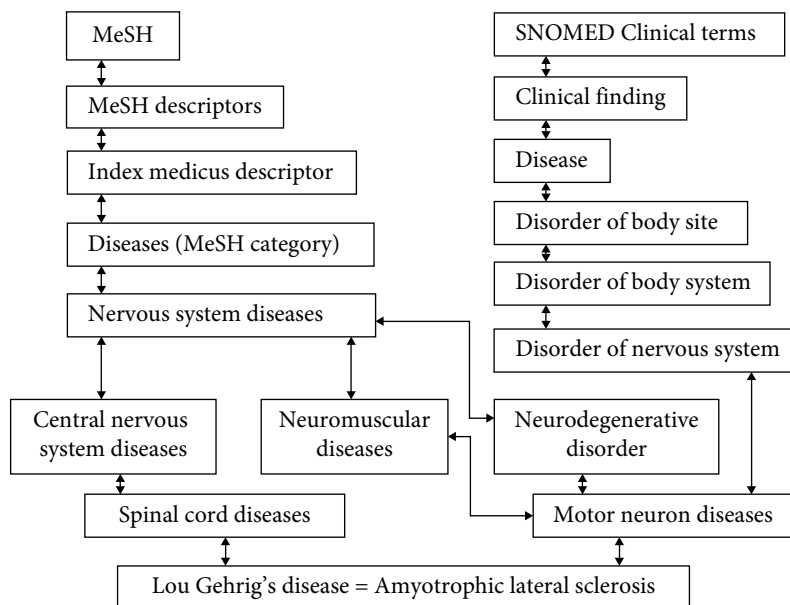 MeSH
MeSH descriptors
Index medicus descriptor
Diseases (MeSH category)
Nervous system diseases
SNOMED Clinical terms
Clinical finding
Disease
Disorder of body site
Disorder of body system
Disorder of nervous system
Central nervous
system diseases
Neuromuscular
diseases
Neurodegenerative
disorder
Spinal cord diseases
Motor neuron diseases
Lou Gehrig's disease = Amyotrophic lateral sclerosis